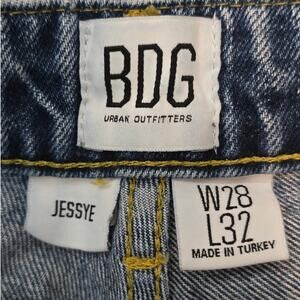 BDG
URBAN OUTFITTERS
JESSYE
W28
L32
MADE IN TURKEY